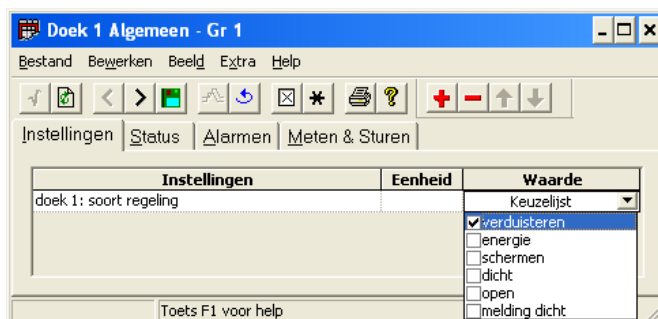 Doek 1 Algemeen - Gr 1
Bestand Bewerken Beeld Extra Help
Instellingen Status Alarmen Meten & Sturen
Instellingen Eenheid Waarde
doek 1: soort regeling Keuzelijst
verduisteren
energie
schermen
dicht
open
Toets F1 voor help melding dicht